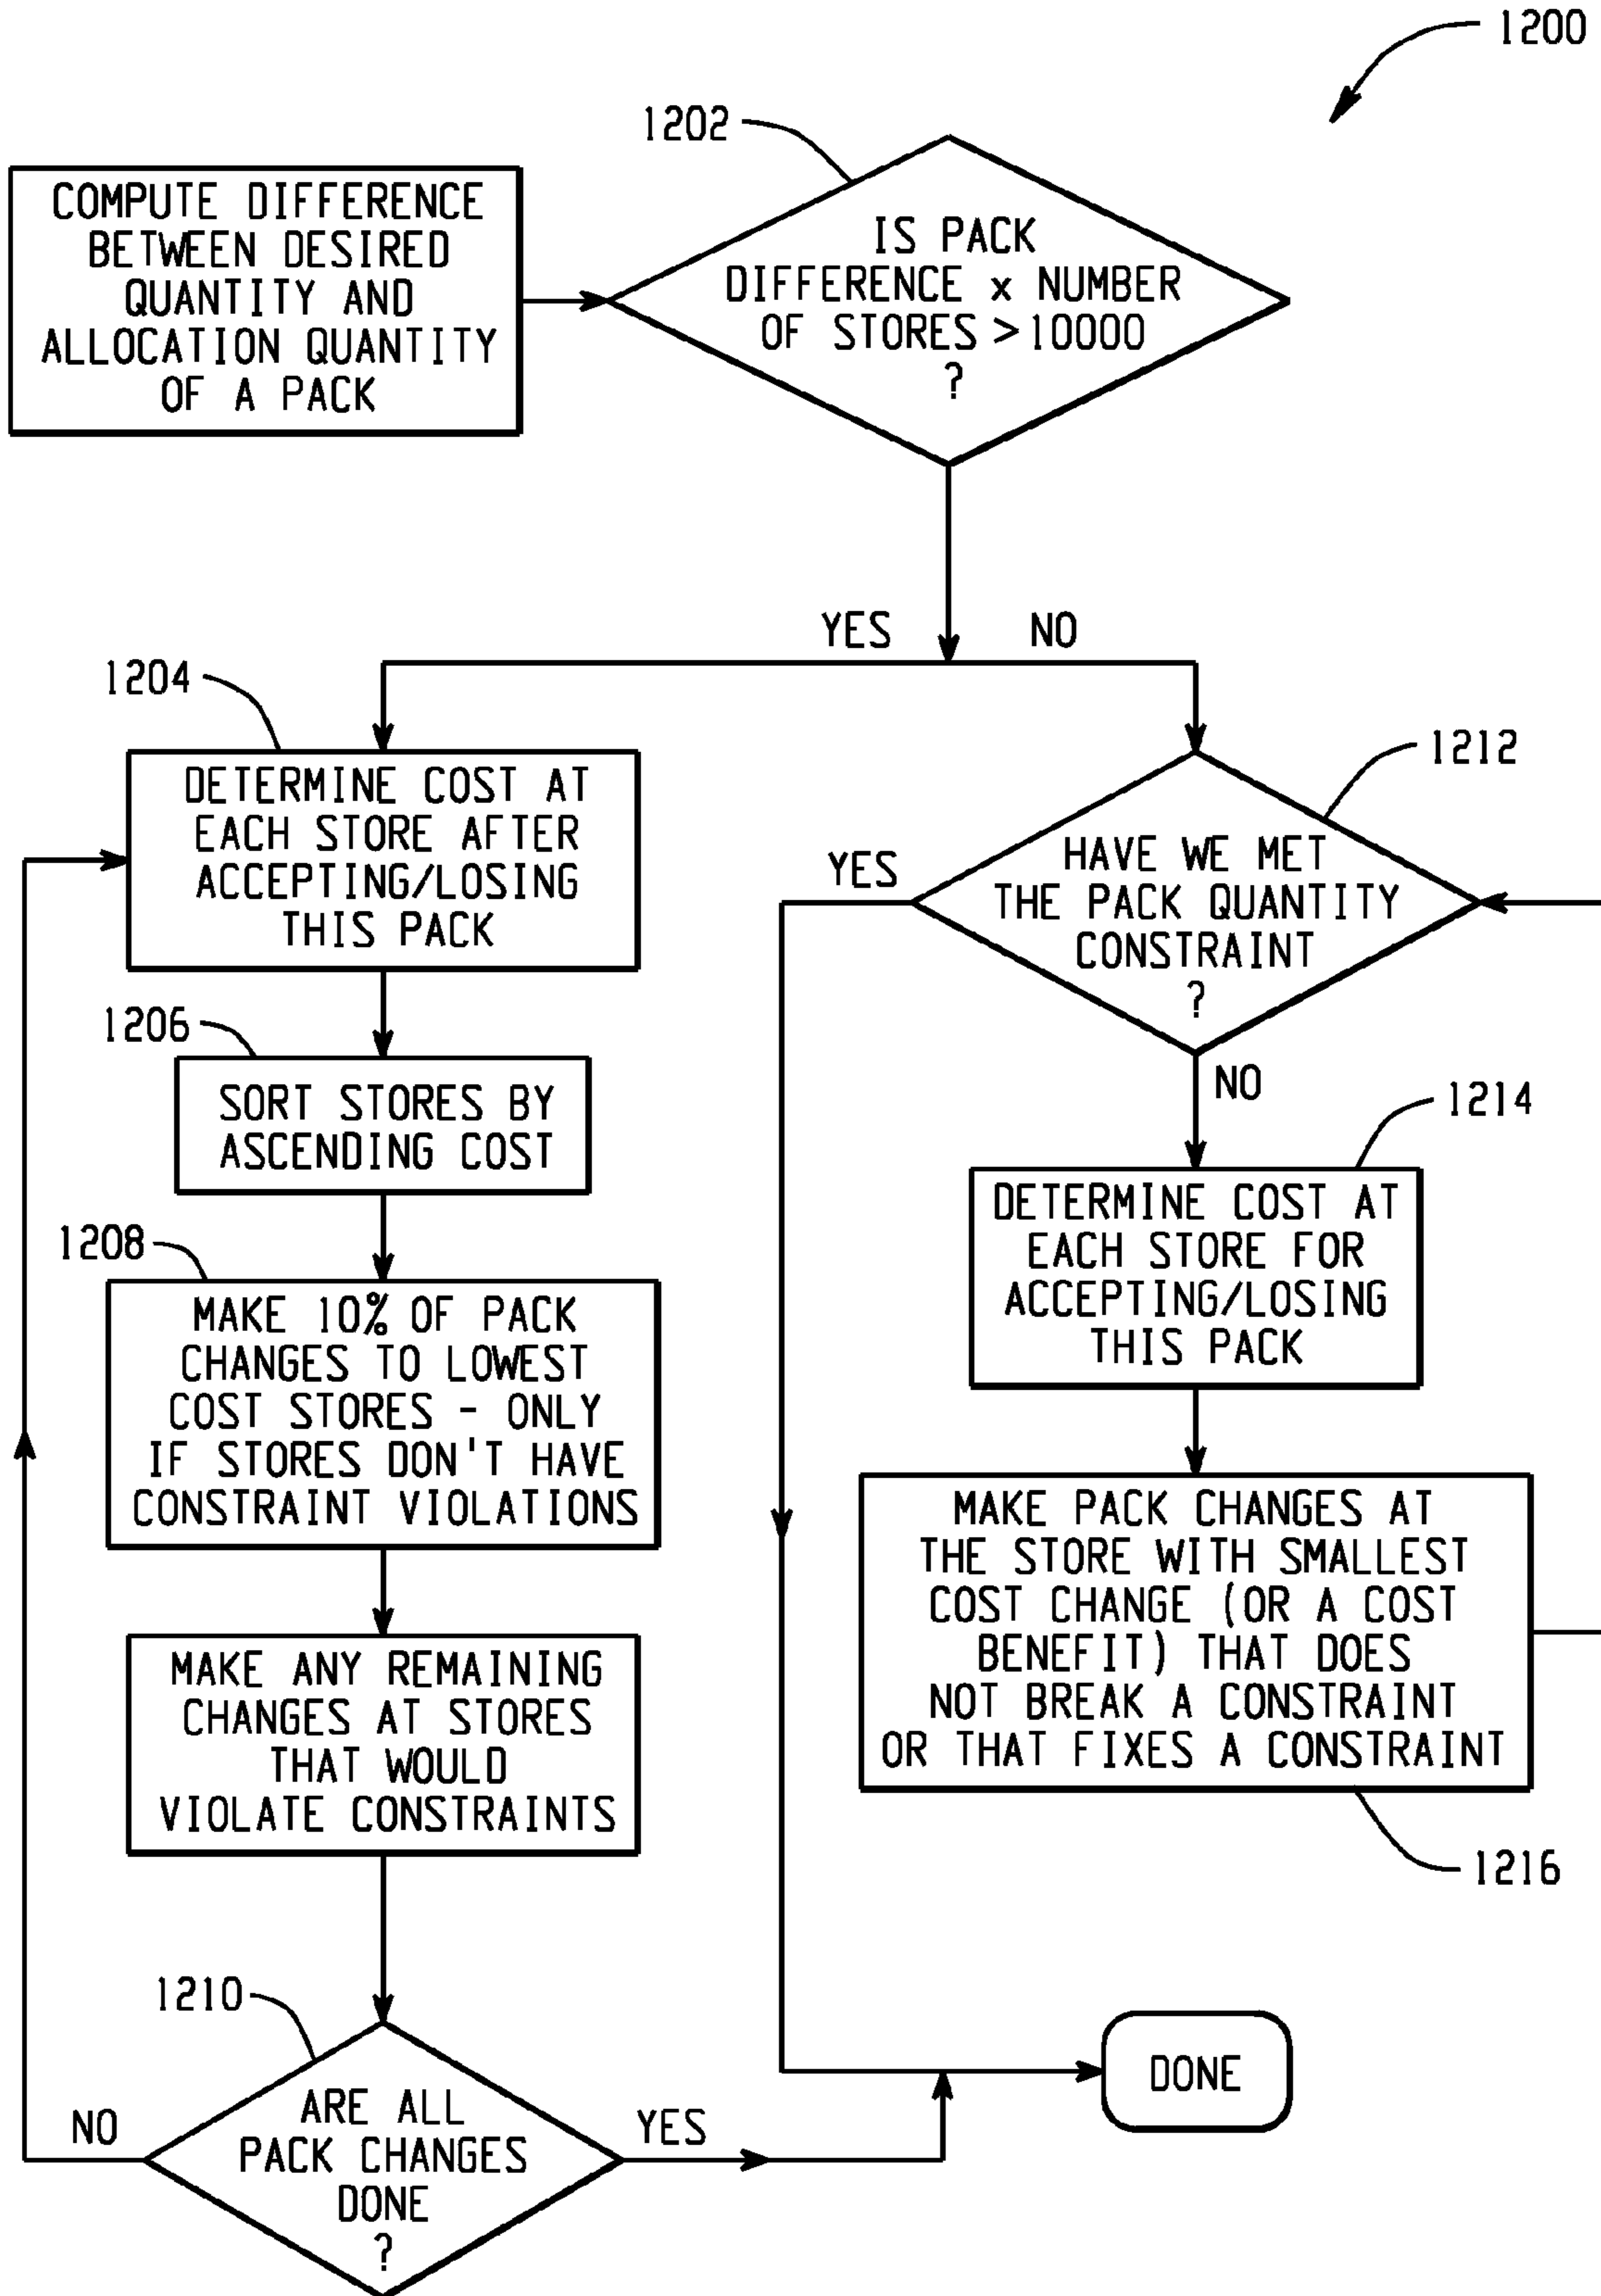 1200
1202
COMPUTE DIFFERENCE
BETWEEN DESIRED
QUANTITY AND
ALLOCATION QUANTITY
OF A PACK
IS PACK
DIFFERENCE x NUMBER
OF STORES >10000
?
YES
NO
1204
DETERMINE COST AT
EACH STORE AFTER
ACCEPTING/LOSING
THIS PACK
1206
SORT STORES BY
ASCENDING COST
1208
MAKE 10% OF PACK
CHANGES TO LOWEST
COST STORES - ONLY
IF STORES DON'T HAVE
CONSTRAINT VIOLATIONS
MAKE ANY REMAINING
CHANGES AT STORES
THAT WOULD
VIOLATE CONSTRAINTS
1210
ARE ALL
PACK CHANGES
DONE
?
NO
YES
1212
HAVE WE MET
THE PACK QUANTITY
CONSTRAINT
?
YES
NO
1214
DETERMINE COST AT
EACH STORE FOR
ACCEPTING/LOSING
THIS PACK
MAKE PACK CHANGES AT
THE STORE WITH SMALLEST
COST CHANGE (OR A COST
BENEFIT) THAT DOES
NOT BREAK A CONSTRAINT
OR THAT FIXES A CONSTRAINT
1216
DONE